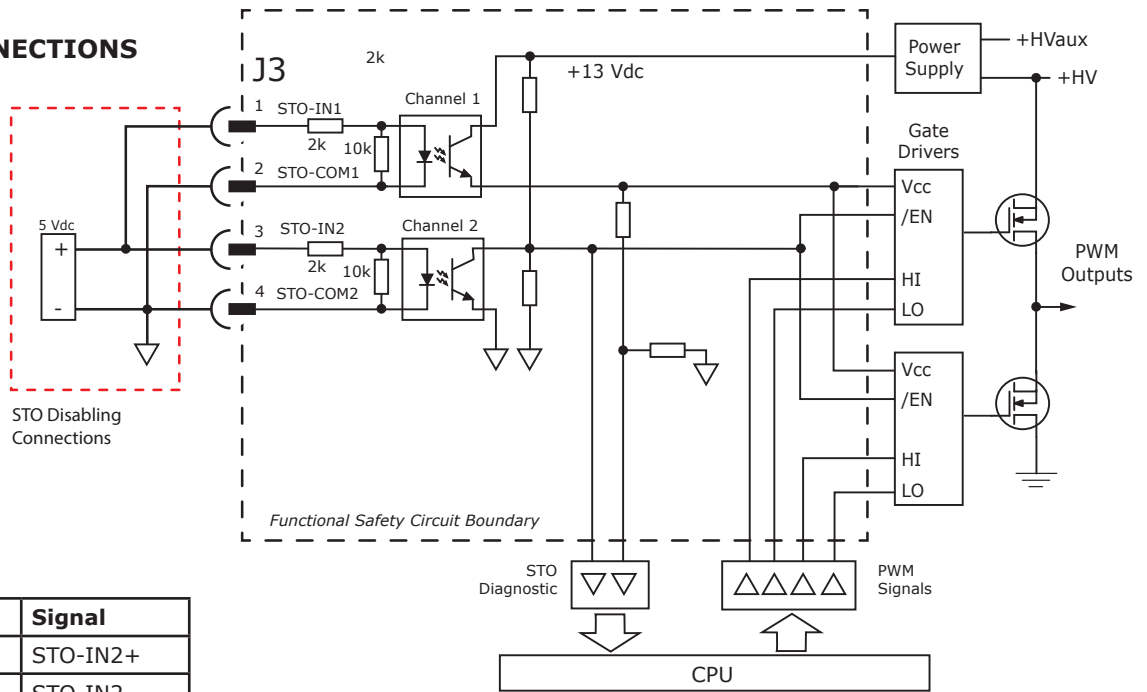 NECTIONS
J3
2k
+13 Vdc
Power
Supply
+HVaux
+HV
1 STO-IN1
2k
10k
Channel 1
2 STO-COM1
Gate
Drivers
Vcc
/EN
HI
LO
5 Vdc
+
-
3 STO-IN2
2k
10k
Channel 2
4 STO-COM2
PWM
Outputs
Vcc
/EN
HI
LO
STO Disabling
Connections
Functional Safety Circuit Boundary
STO
Diagnostic
PWM
Signals
CPU
Signal
STO-IN2+